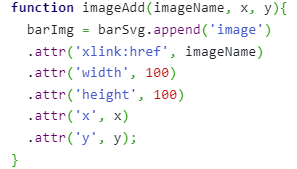 function imageAdd(imageName, x, y){
  barImg = barSvg.append('image')
  .attr('xlink:href', imageName)
  .attr('width', 100)
  .attr('height', 100)
  .attr('x', x)
  .attr('y', y);
}